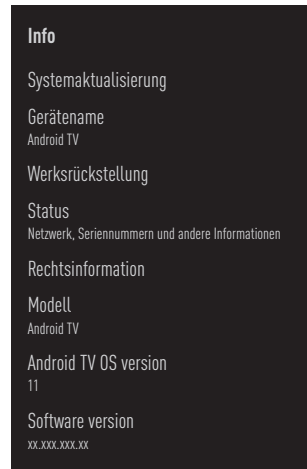 Info
Systemaktualisierung
Gerätename
Android TV
Werksrückstellung
Status
Netzwerk, Seriennummern und andere Informationen
Rechtsinformation
Modell
Android TV
Android TV OS version
11
Software version
xx.xxx.xxx.xx